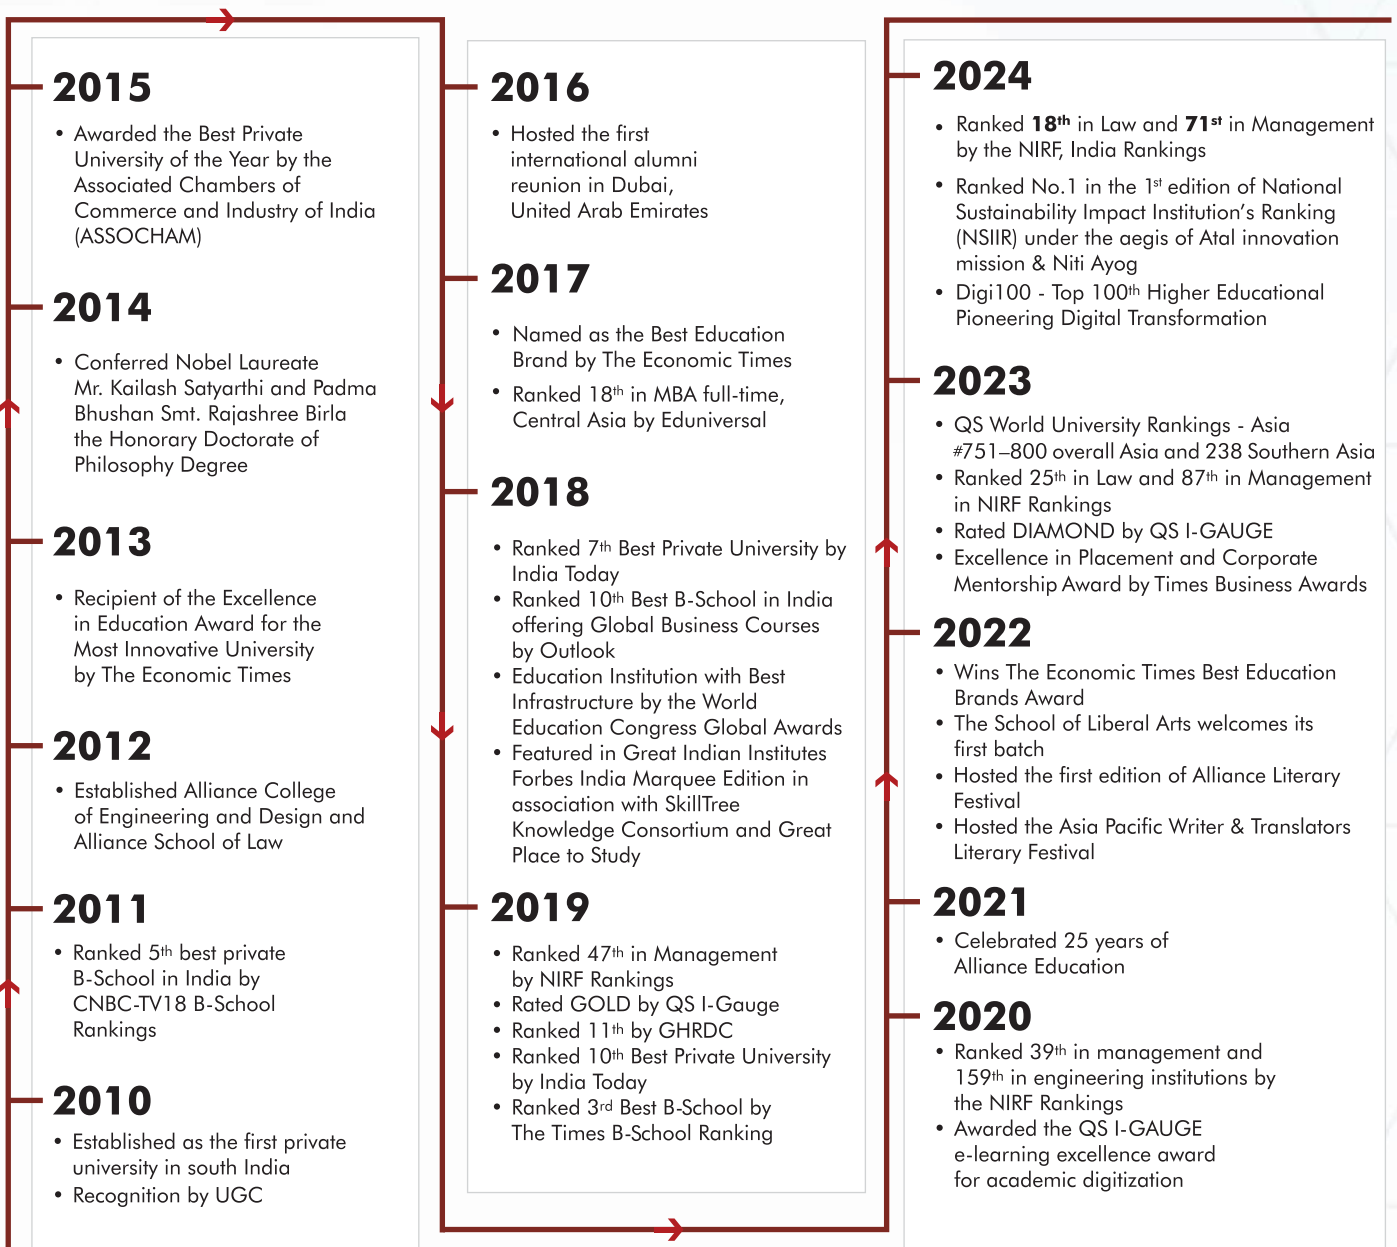 2015
• Awarded the Best Private
University of the Year by the
Associated Chambers of
Commerce and Industry of India
(ASSOCHAM)
2014
• Conferred Nobel Laureate
Mr. Kailash Satyarthi and Padma
Bhushan Smt. Rajashree Birla
the Honorary Doctorate of
Philosophy Degree
2013
• Recipient of the Excellence
in Education Award for the
Most Innovative University
by The Economic Times
2012
• Established Alliance College
of Engineering and Design and
Alliance School of Law
2011
• Ranked 5th best private
B-School in India by
CNBC-TV18 B-School
Rankings
2010
• Established as the first private
university in south India
• Recognition by UGC
2016
• Hosted the first
international alumni
reunion in Dubai,
United Arab Emirates
2017
• Named as the Best Education
Brand by The Economic Times
• Ranked 18th in MBA full-time,
Central Asia by Eduniversal
2018
• Ranked 7th Best Private University by
India Today
• Ranked 10th Best B-School in India
offering Global Business Courses
by Outlook
• Education Institution with Best
Infrastructure by the World
Education Congress Global Awards
• Featured in Great Indian Institutes
Forbes India Marquee Edition in
association with SkillTree
Knowledge Consortium and Great
Place to Study
2019
• Ranked 47th in Management
by NIRF Rankings
• Rated GOLD by QS I-Gauge
• Ranked 11th by GHRDC
• Ranked 10th Best Private University
by India Today
• Ranked 3rd Best B-School by
The Times B-School Ranking
2024
• Ranked 18th in Law and 71st in Management
by the NIRF, India Rankings
• Ranked No.1 in the 1st edition of National
Sustainability Impact Institution's Ranking
(NSIIR) under the aegis of Atal innovation
mission & Niti Ayog
• Digi100 - Top 100th Higher Educational
Pioneering Digital Transformation
2023
• QS World University Rankings - Asia
#751–800 overall Asia and 238 Southern Asia
• Ranked 25th in Law and 87th in Management
in NIRF Rankings
• Rated DIAMOND by QS I-GAUGE
• Excellence in Placement and Corporate
Mentorship Award by Times Business Awards
2022
• Wins The Economic Times Best Education
Brands Award
• The School of Liberal Arts welcomes its
first batch
• Hosted the first edition of Alliance Literary
Festival
• Hosted the Asia Pacific Writer & Translators
Literary Festival
2021
• Celebrated 25 years of
Alliance Education
2020
• Ranked 39th in management and
159th in engineering institutions by
the NIRF Rankings
• Awarded the QS I-GAUGE
e-learning excellence award
for academic digitization